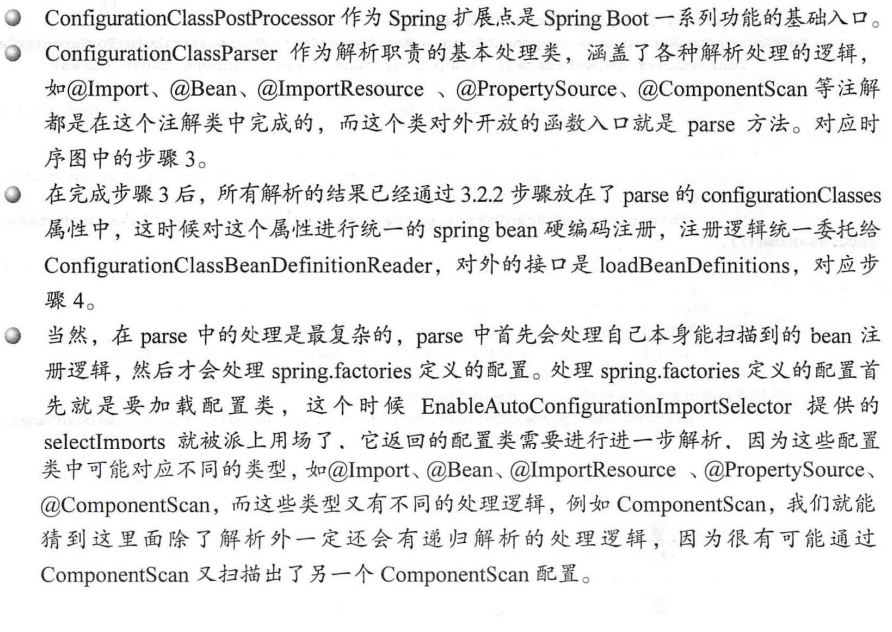 ConfigurationClassPostProcessor 作为 Spring 扩展点是 Spring Boot 一系列功能的基础入口。
ConfigurationClassParser 作为解析职责的基本处理类，涵盖了各种解析处理的逻辑，
如@Import、@Bean、@ImportResource 、@PropertySource、@ComponentScan 等注解
都是在这个注解类中完成的，而这个类对外开放的函数入口就是 parse 方法。对应时
序图中的步骤 3。
在完成步骤 3 后，所有解析的结果已经通过 3.2.2 步骤放在了 parse 的 configurationClasses
属性中，这时候对这个属性进行统一的 spring bean 硬编码注册，注册逻辑统一委托给
ConfigurationClassBeanDefinitionReader，对外的接口是 loadBeanDefinitions，对应步
骤 4。
当然，在 parse 中的处理是最复杂的，parse 中首先会处理自己本身能扫描到的 bean 注
册逻辑，然后才会处理 spring.factories 定义的配置。处理 spring.factories 定义的配置首
先就是要加载配置类，这个时候 EnableAutoConfigurationImportSelector 提供的
selectImports 就被派上用场了，它返回的配置类需要进行进一步解析，因为这些配置
类中可能对应不同的类型，如@Import、@Bean、@ImportResource 、@PropertySource、
@ComponentScan，而这些类型又有不同的处理逻辑，例如 ComponentScan，我们就能
猜到这里面除了解析外一定还会有递归解析的处理逻辑，因为很有可能通过
ComponentScan 又扫描出了另一个 ComponentScan 配置。